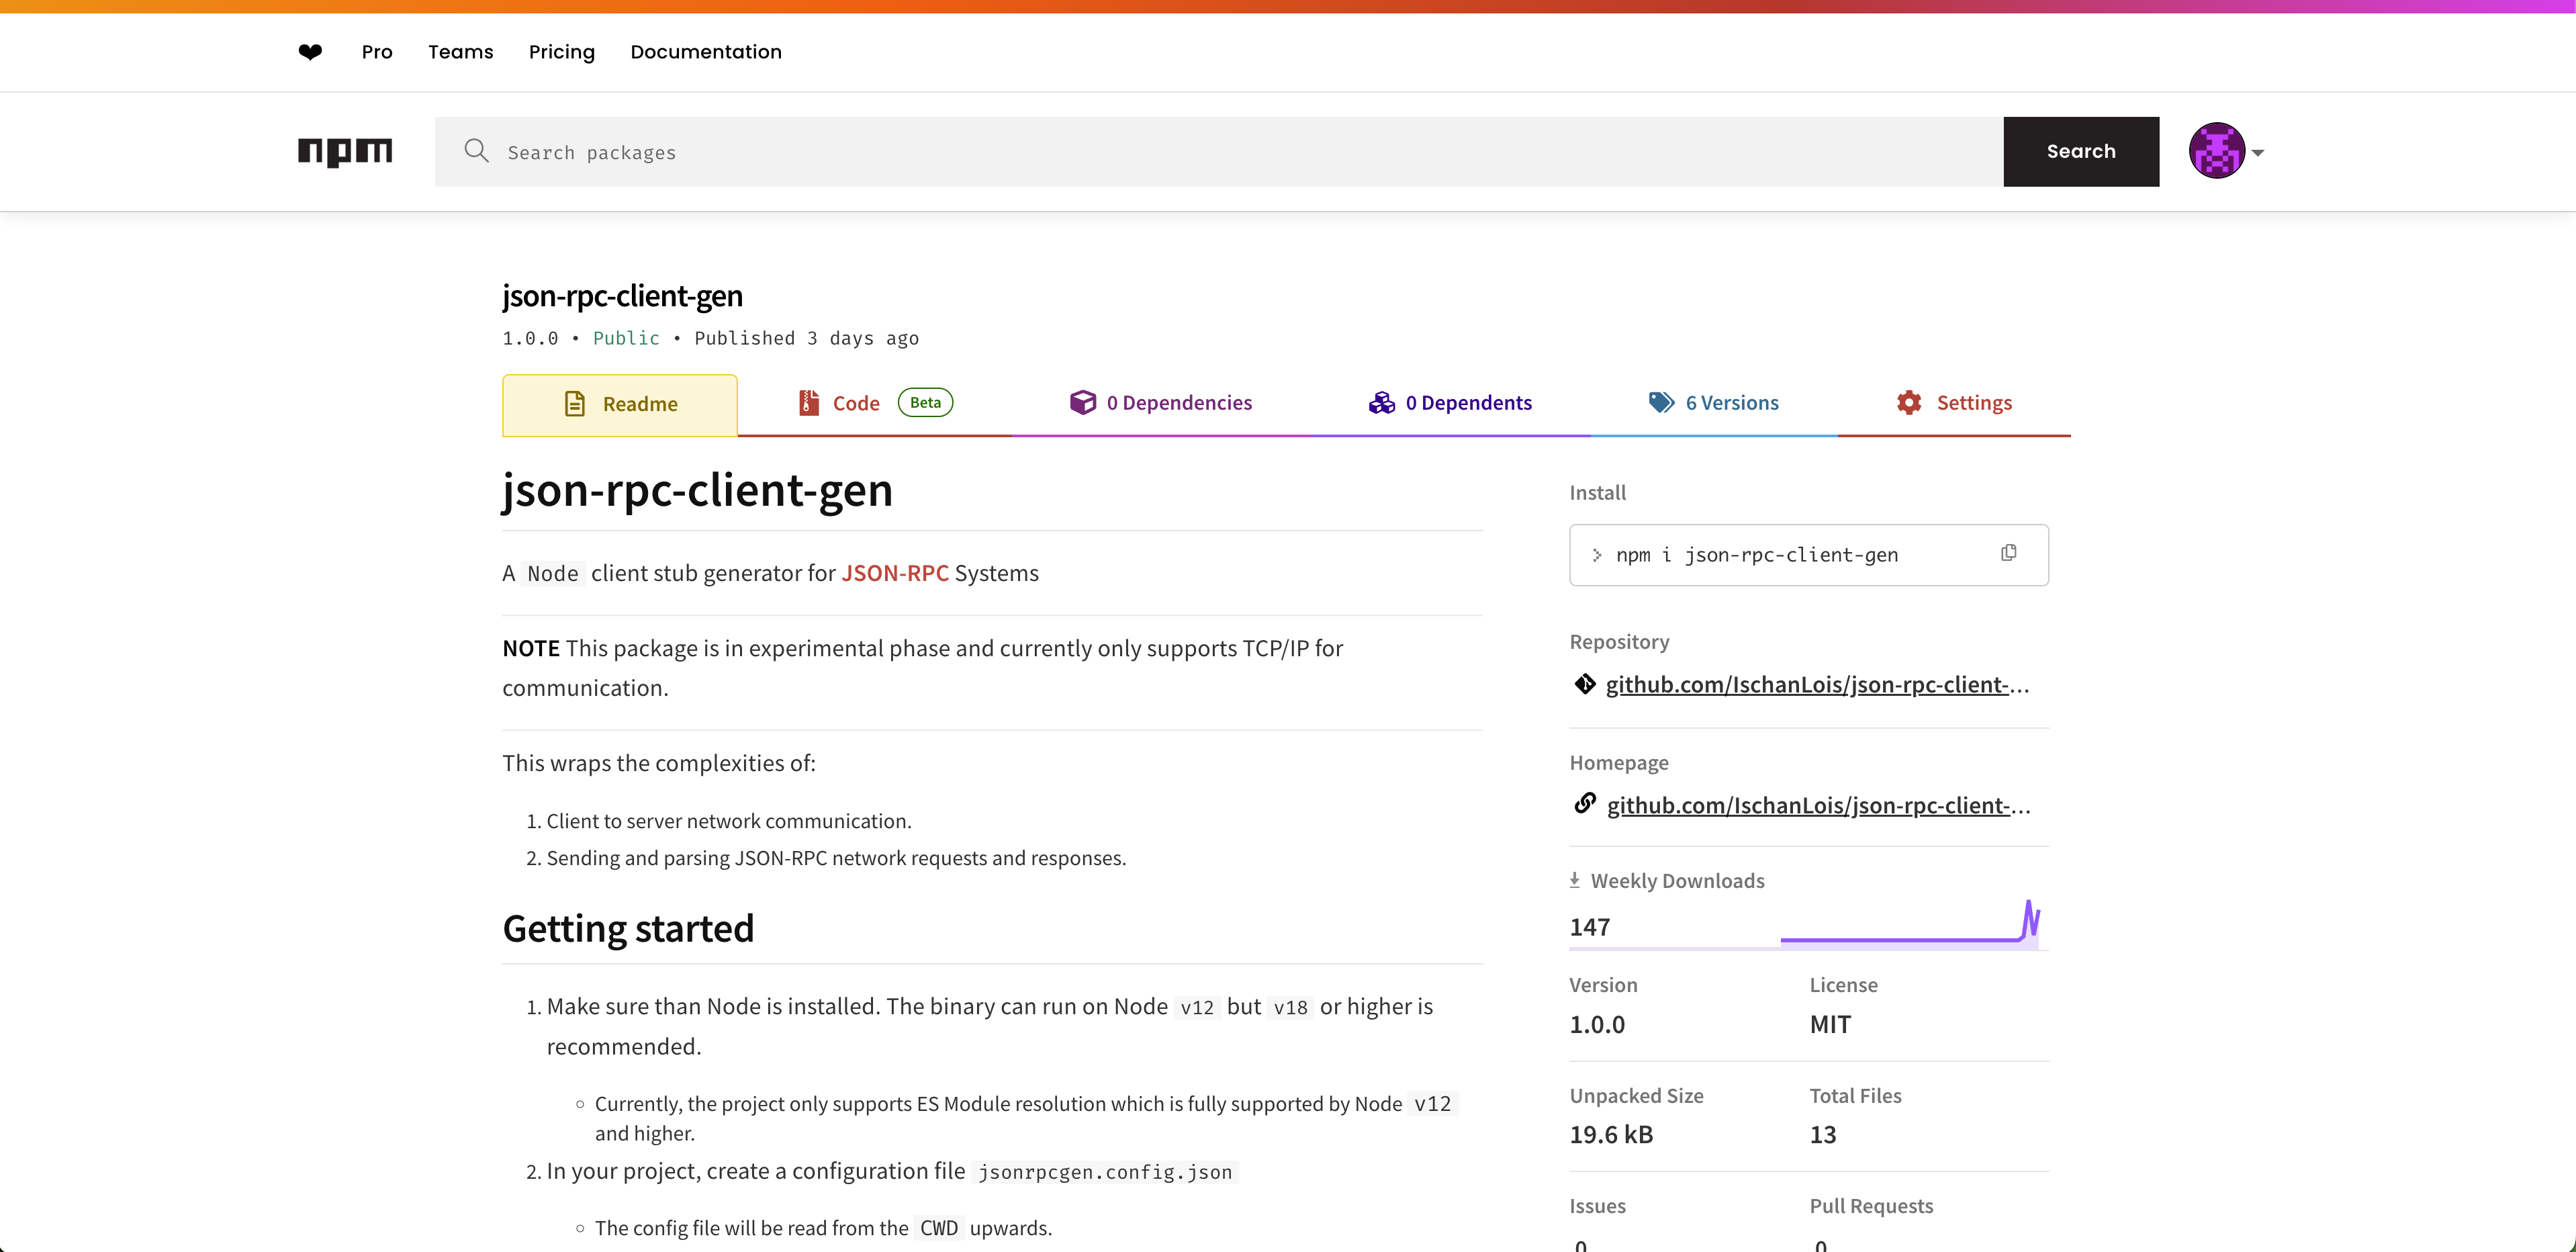 ❤ Pro Teams Pricing Documentation
npm Search packages Search
json-rpc-client-gen
1.0.0 • Public • Published 3 days ago
Readme Code Beta 0 Dependencies 0 Dependents 6 Versions Settings
json-rpc-client-gen
A Node client stub generator for JSON-RPC Systems
NOTE This package is in experimental phase and currently only supports TCP/IP for
communication.
This wraps the complexities of:
1. Client to server network communication.
2. Sending and parsing JSON-RPC network requests and responses.
Getting started
1. Make sure than Node is installed. The binary can run on Node v12 but v18 or higher is
recommended.
◦ Currently, the project only supports ES Module resolution which is fully supported by Node v12
and higher.
2. In your project, create a configuration file jsonrpcgen.config.json
◦ The config file will be read from the CWD upwards.
Install
npm i json-rpc-client-gen
Repository
github.com/IschanLois/json-rpc-client-...
Homepage
github.com/IschanLois/json-rpc-client-...
Weekly Downloads
147
Version License
1.0.0 MIT
Unpacked Size Total Files
19.6 kB 13
Issues Pull Requests
0 0